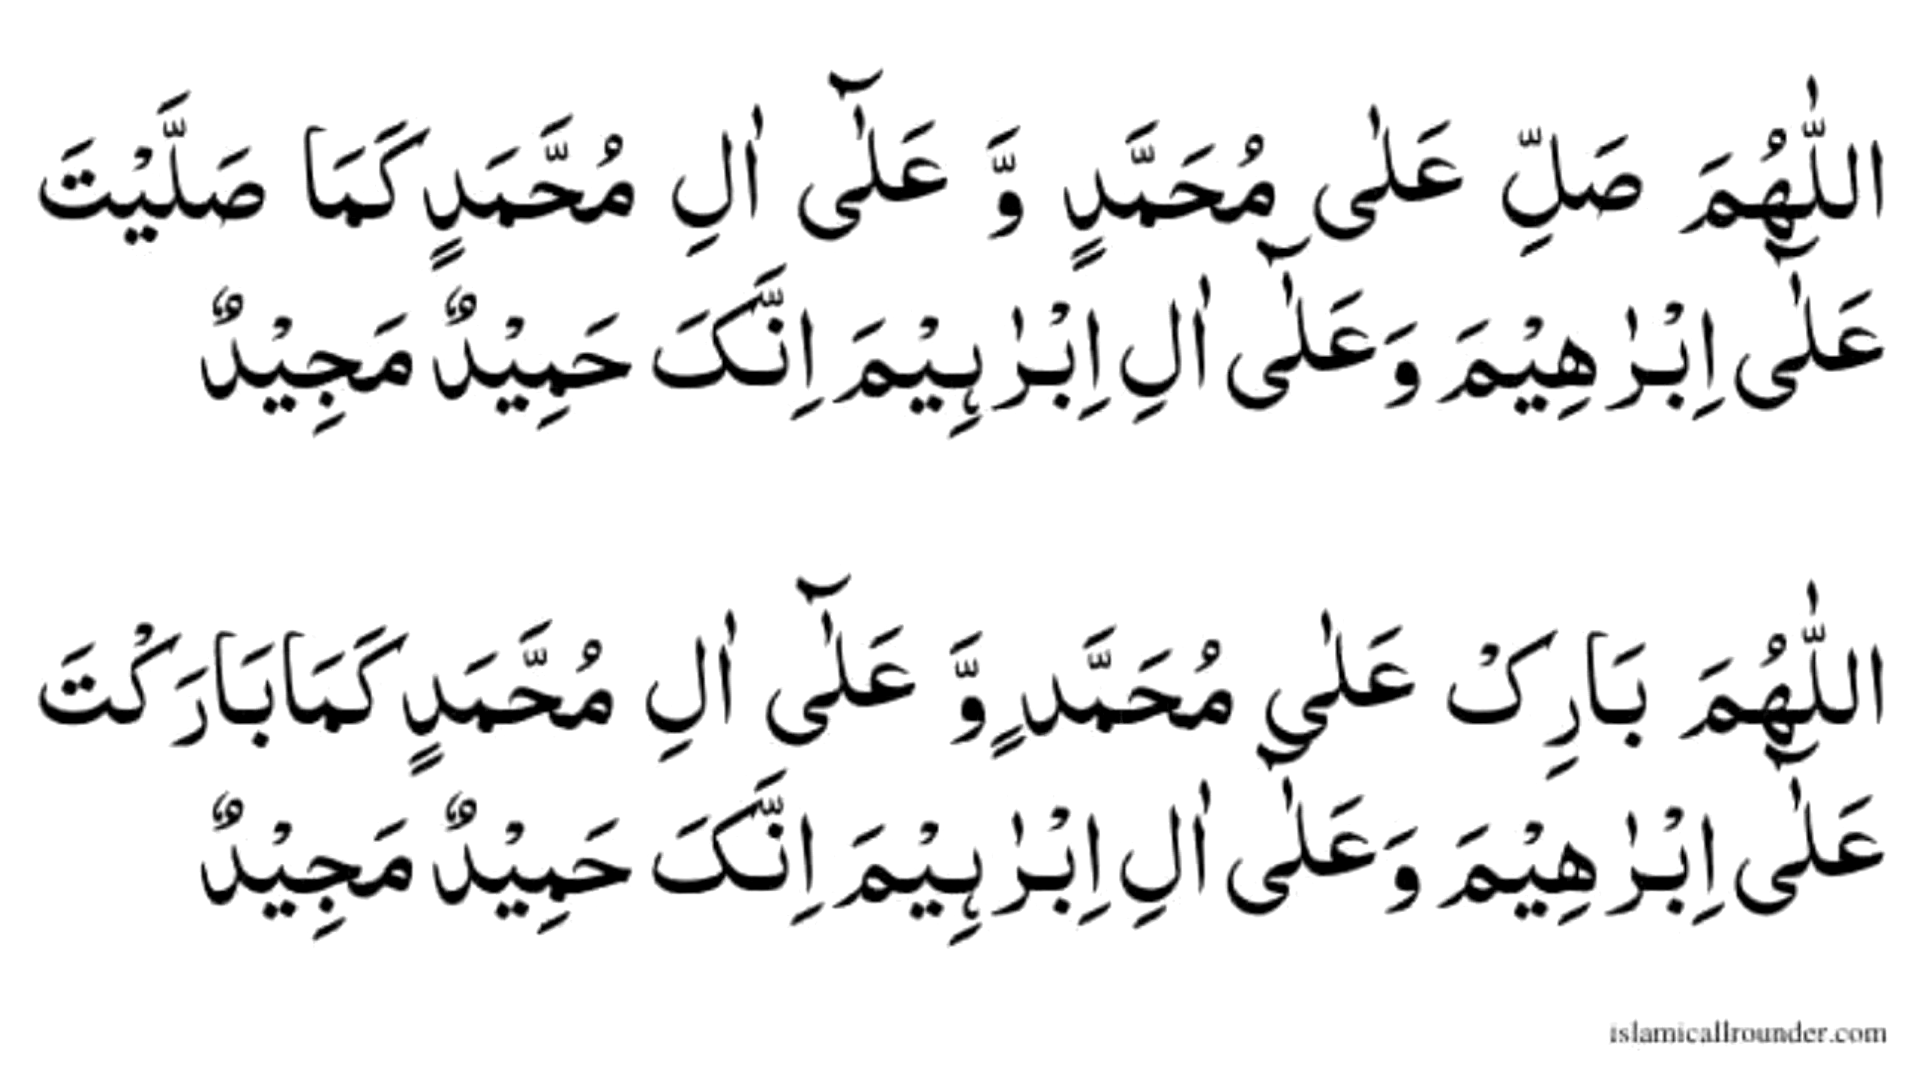 اللّٰهُمَ صَلِّ عَلٰی مُحَمَّدٍ وَّ عَلٰٓی اٰلِ مُحَّمَدٍ کَمَا صَلَّیْتَ
عَلٰٓی اِبْرٰهِیْمَ وَعَلٰٓی اٰلِ اِبْرٰہِیْمَ اِنَّکَ حَمِیْدٌ مَجِیْدٌ
اللّٰهُمَ بَارِکْ عَلٰی مُحَمَّدٍ وَّ عَلٰٓی اٰلِ مُحَّمَدٍ کَمَا بَارَکْتَ
عَلٰٓی اِبْرٰهِیْمَ وَعَلٰٓی اٰلِ اِبْرٰہِیْمَ اِنَّکَ حَمِیْدٌ مَجِیْدٌ
islamicallrounder.com